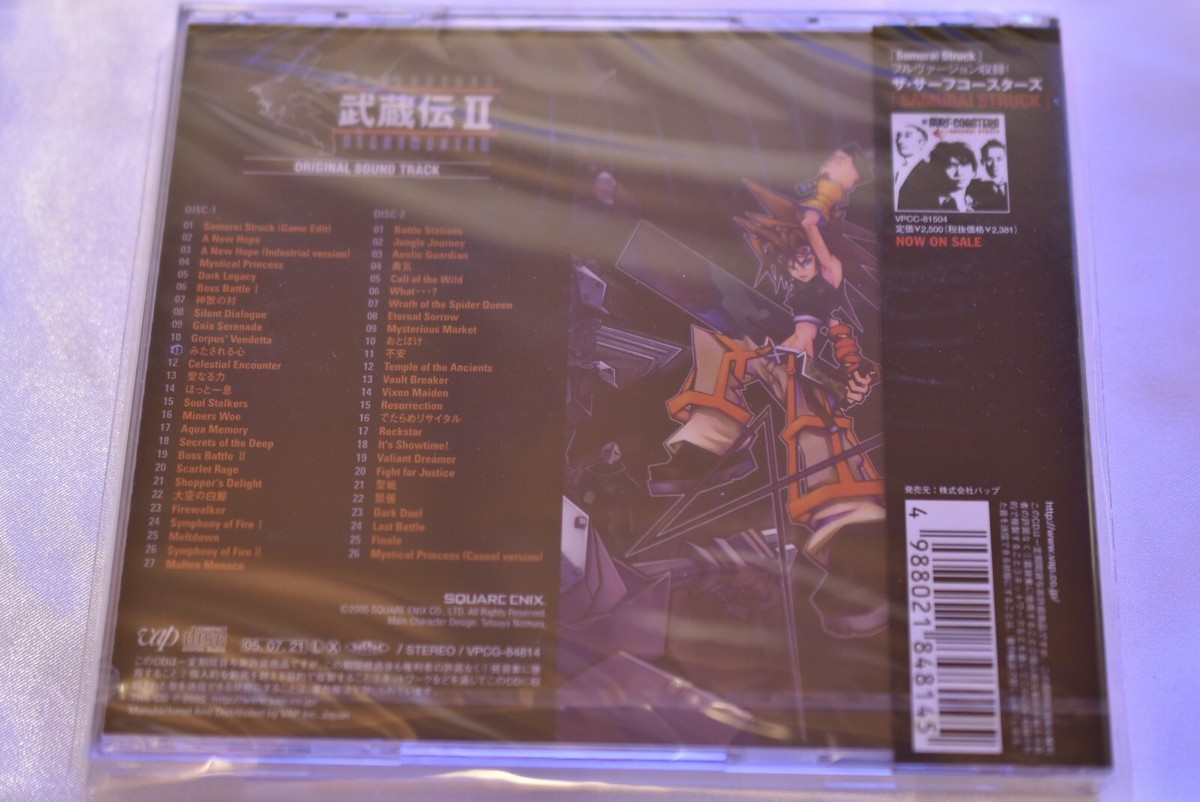 武蔵伝II
ORIGINAL SOUND TRACK
DISC-1
01 Samurai Struck (Game Edit)
02 A New Hope
03 A New Hope (Industrial version)
04 Mystical Princess
05 Dark Legacy
06 Boss Battle I
07 神獣の村
08 Silent Dialogue
09 Gaia Serenade
10 Gorpus' Vendetta
11 みたされる心
12 Celestial Encounter
13 聖なる力
14 ほっと一息
15 Soul Stalkers
16 Miners Woe
17 Aqua Memory
18 Secrets of the Deep
19 Boss Battle II
20 Scarlet Rage
21 Shopper's Delight
22 大空の白鯨
23 Firewalker
24 Symphony of Fire I
25 Meltdown
26 Symphony of Fire II
27 Molten Menace
DISC-2
01 Battle Stations
02 Jungle Journey
03 Aeolic Guardian
04 勇気
05 Call of the Wild
06 What・・・?
07 Wrath of the Spider Queen
08 Eternal Sorrow
09 Mysterious Market
10 おとぼけ
11 不安
12 Temple of the Ancients
13 Vault Breaker
14 Vixen Maiden
15 Resurrection
16 でたらめリサイタル
17 Rockstar
18 It's Showtime!
19 Valiant Dreamer
20 Fight for Justice
21 聖戦
22 緊張
23 Dark Duel
24 Last Battle
25 Finale
26 Mystical Princess (Casual version)
SQUARE ENIX
©2005 SQUARE ENIX CO., LTD. All Rights Reserved.
Main Character Design: Tetsuya Nomura
vap 05.07.21 L X / STEREO / VPCG-84814
Manufactured And Distributed by VAP Inc. Japan
[Samurai Struck]
フルヴァージョン収録!
ザ・サーフコースターズ
「SAMURAI STRUCK」
SURF COASTERS
VPCC-81504
定価¥2,500(税抜価格¥2,381)
NOW ON SALE
発売元:株式会社バップ
http://www.vap.co.jp/
4 988021 848145